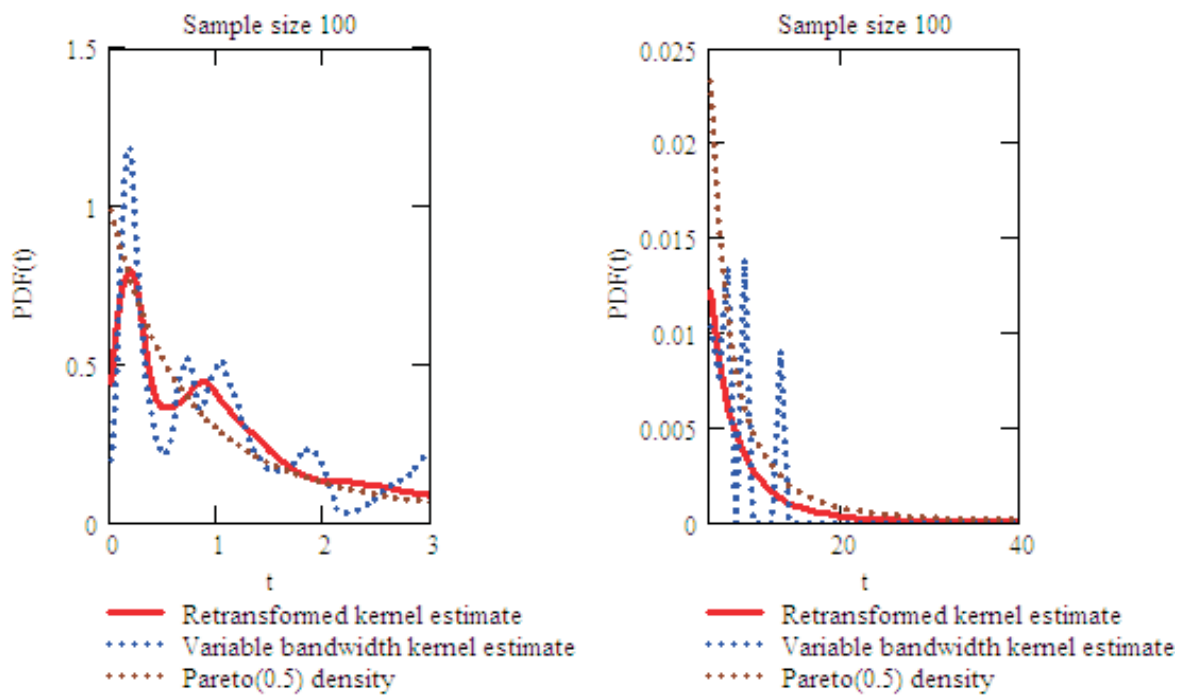 Sample size 100
1.5
1
0.5
0
PDF(t)
0 1 2 3
t
Retransformed kernel estimate
Variable bandwidth kernel estimate
Pareto(0.5) density
Sample size 100
0.025
0.02
0.015
0.01
0.005
0
PDF(t)
20 40
t
Retransformed kernel estimate
Variable bandwidth kernel estimate
Pareto(0.5) density